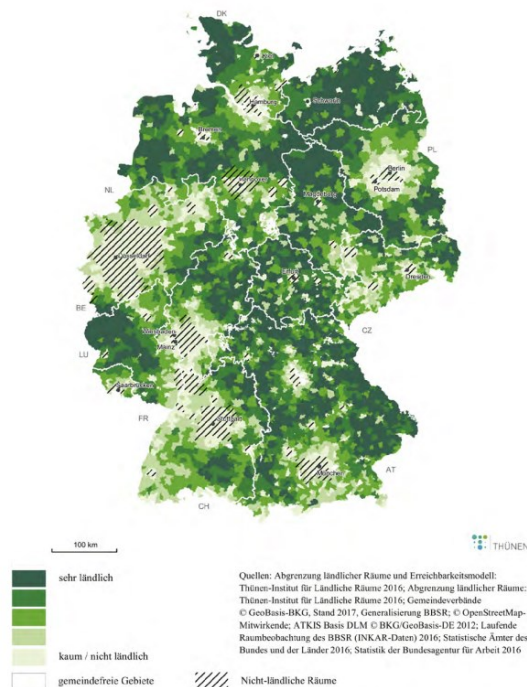 DK
Kiel
Hamburg
Schwerin
Bremen
PL
Berlin
NL
Hannover
Potsdam
Magdeburg
Düsseldorf
Erfurt
Dresden
BE
CZ
Wiesbaden
LU
Mainz
Saarbrücken
FR
Stuttgart
München
AT
CH
100 km
THÜNEN
sehr ländlich
kaum / nicht ländlich
gemeindefreie Gebiete
Nicht-ländliche Räume
Quellen: Abgrenzung ländlicher Räume und Erreichbarkeitsmodell:
Thünen-Institut für Ländliche Räume 2016; Abgrenzung ländlicher Räume:
Thünen-Institut für Ländliche Räume 2016; Gemeindeverbände
© GeoBasis-BKG, Stand 2017, Generalisierung BBSR; © OpenStreetMap-
Mitwirkende; ATKIS Basis DLM © BKG/GeoBasis-DE 2012; Laufende
Raumbeobachtung des BBSR (INKAR-Daten) 2016; Statistische Ämter des
Bundes und der Länder 2016; Statistik der Bundesagentur für Arbeit 2016